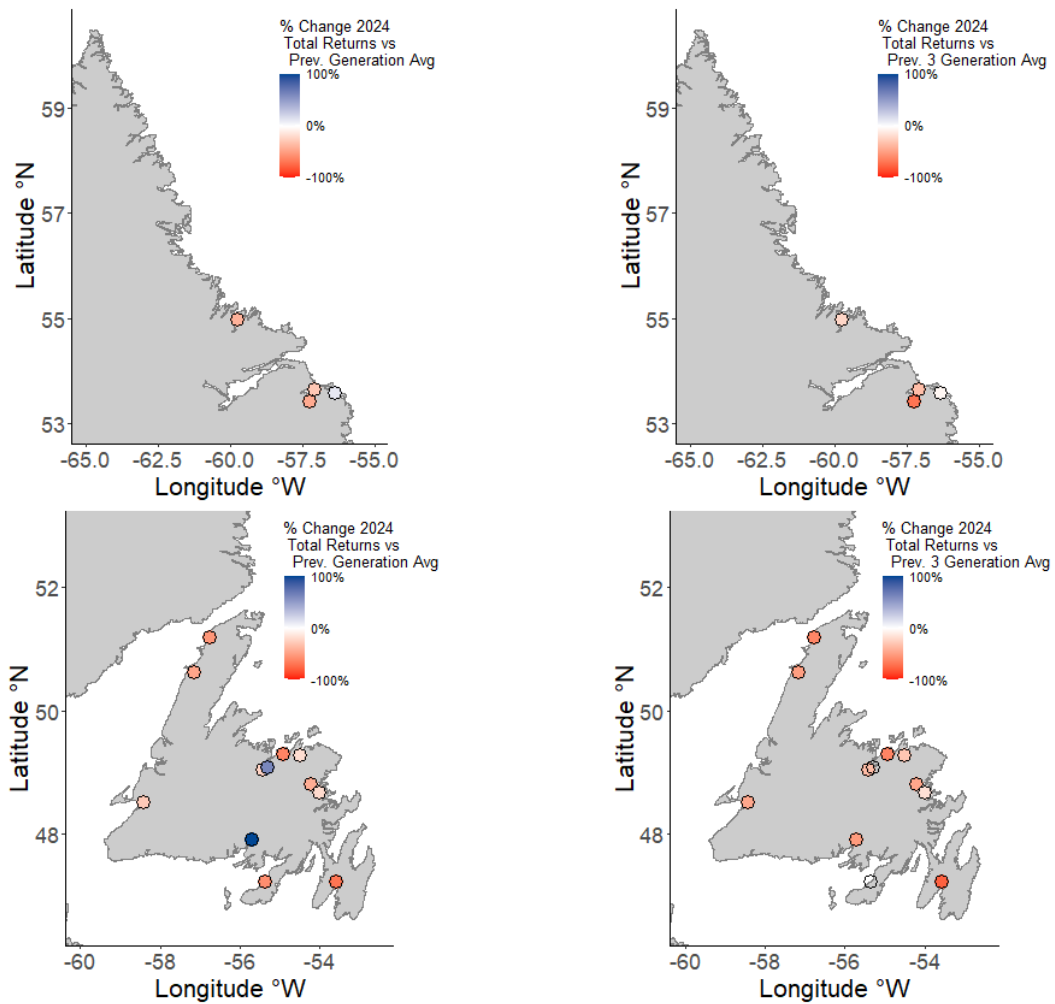 % Change 2024
Total Returns vs
Prev. Generation Avg
100%
0%
-100%
59
57
55
53
Latitude °N
-65.0 -62.5 -60.0 -57.5 -55.0
Longitude °W
% Change 2024
Total Returns vs
Prev. 3 Generation Avg
100%
0%
-100%
59
57
55
53
Latitude °N
-65.0 -62.5 -60.0 -57.5 -55.0
Longitude °W
% Change 2024
Total Returns vs
Prev. Generation Avg
100%
0%
-100%
52
50
48
Latitude °N
-60 -58 -56 -54
Longitude °W
% Change 2024
Total Returns vs
Prev. 3 Generation Avg
100%
0%
-100%
52
50
48
Latitude °N
-60 -58 -56 -54
Longitude °W